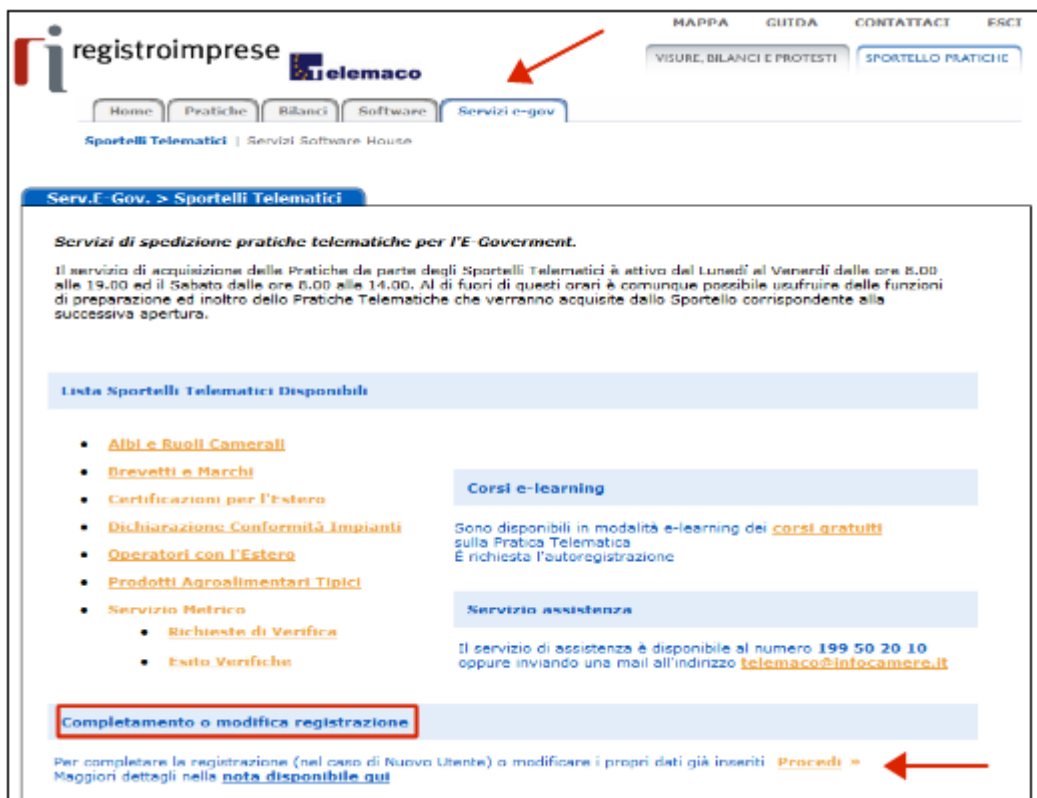 MAPPA GUIDA CONTATTACI ESCI
registroimprese
Telemaco
VISURE, BILANCI E PROTESTI SPORTELLO PRATICHE
Home Pratiche Bilanci Software Servizi e-gov
Sportelli Telematici | Servizi Software House
Serv.E-Gov. > Sportelli Telematici
Servizi di spedizione pratiche telematiche per l'E-Goverment.
Il servizio di acquisizione delle Pratiche da parte degli Sportelli Telematici è attivo dal Lunedì al Venerdì dalle ore 8.00
alle 19.00 ed il Sabato dalle ore 8.00 alle 14.00. Al di fuori di questi orari è comunque possibile usufruire delle funzioni
di preparazione ed inoltro dello Pratiche Telematiche che verranno acquisite dallo Sportello corrispondente alla
successiva apertura.
Lista Sportelli Telematici Disponibili
Albi e Ruoli Camerali
Brevetti e Marchi
Certificazioni per l'Estero
Dichiarazione Conformità Impianti
Operatori con l'Estero
Prodotti Agroalimentari Tipici
Servizio Metrico
Richieste di Verifica
Esito Verifiche
Corsi e-learning
Sono disponibili in modalità e-learning dei corsi gratuiti
sulla Pratica Telematica
È richiesta l'autoregistrazione
Servizio assistenza
Il servizio di assistenza è disponibile al numero 199 50 20 10
oppure inviando una mail all'indirizzo telemaco@infocamere.it
Completamento o modifica registrazione
Per completare la registrazione (nel caso di Nuovo Utente) o modificare i propri dati già inseriti Procedi »
Maggiori dettagli nella nota disponibile qui